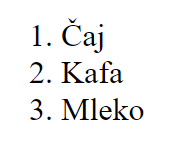 1. Čaj
2. Kafa
3. Mleko